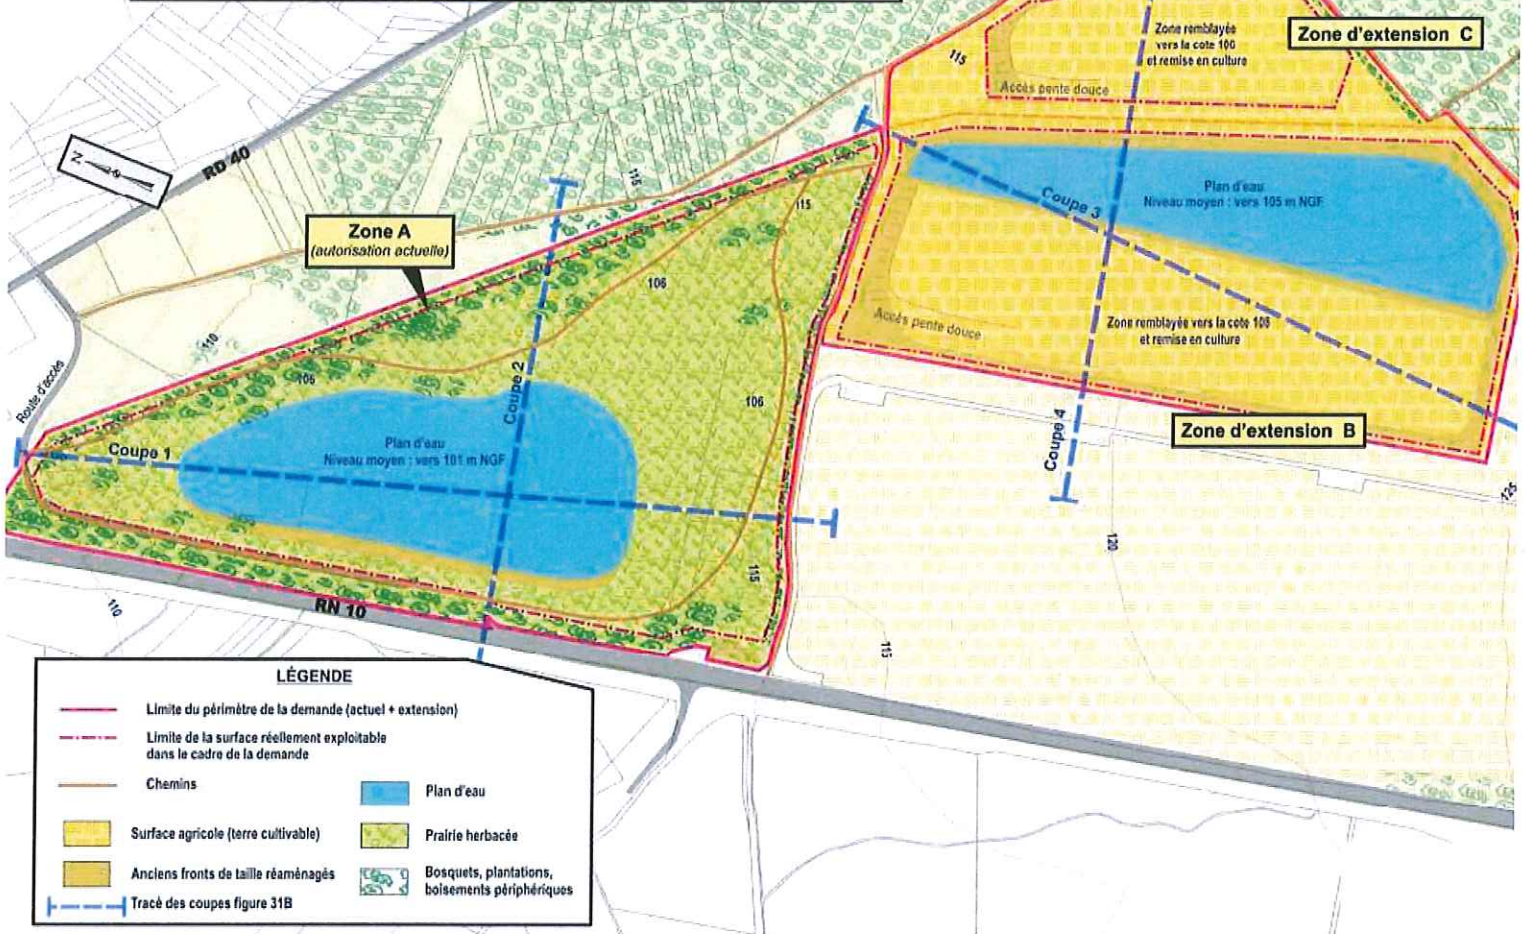 Zone remblayée
vers la cote 106
et remise en culture
Zone d'extension C
115
Accès pente douce
N
RD 40
115
Plan d'eau
Niveau moyen : vers 105 m NGF
Coupe 3
115
Zone A
(autorisation actuelle)
106
110
Accès pente douce
Zone remblayée vers la cote 106
et remise en culture
Route d'accès
106
Coupe 2
106
Coupe 4
Zone d'extension B
Coupe 1
Plan d'eau
Niveau moyen : vers 101 m NGF
125
120
115
110
RN 10
115
LÉGENDE
Limite du périmètre de la demande (actuel + extension)
Limite de la surface réellement exploitable
dans le cadre de la demande
Chemins
Plan d'eau
Surface agricole (terre cultivable)
Prairie herbacée
Anciens fronts de taille réaménagés
Bosquets, plantations,
boisements périphériques
Tracé des coupes figure 31B